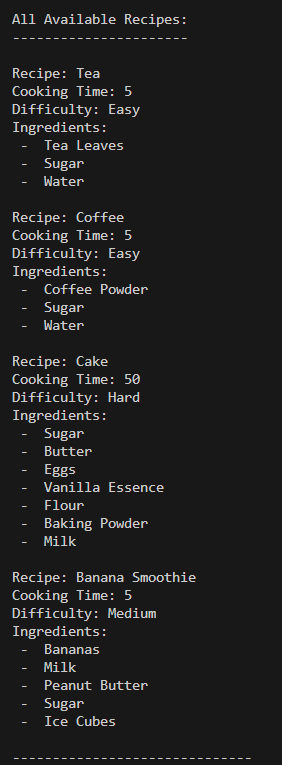 All Available Recipes:
----------------------
Recipe: Tea
Cooking Time: 5
Difficulty: Easy
Ingredients:
- Tea Leaves
- Sugar
- Water
Recipe: Coffee
Cooking Time: 5
Difficulty: Easy
Ingredients:
- Coffee Powder
- Sugar
- Water
Recipe: Cake
Cooking Time: 50
Difficulty: Hard
Ingredients:
- Sugar
- Butter
- Eggs
- Vanilla Essence
- Flour
- Baking Powder
- Milk
Recipe: Banana Smoothie
Cooking Time: 5
Difficulty: Medium
Ingredients:
- Bananas
- Milk
- Peanut Butter
- Sugar
- Ice Cubes
------------------------------